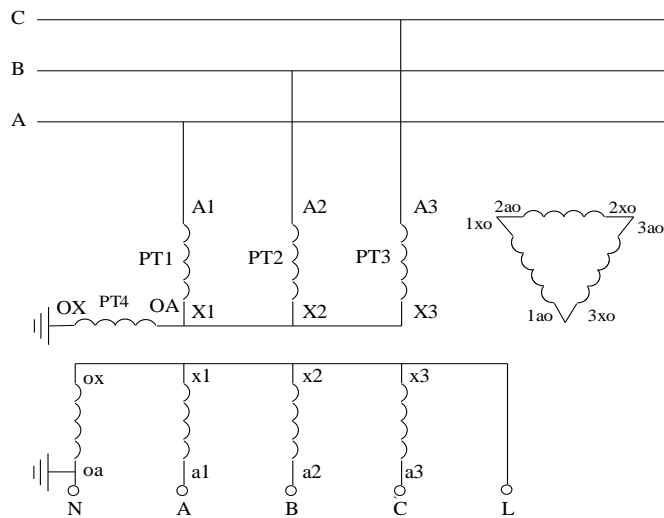 C
B
A
A1 A2 A3
2ao 2xo
1xo 3ao
PT1 PT2 PT3
OX PT4 OA X1 X2 X3
1ao 3xo
ox x1 x2 x3
oa a1 a2 a3
N A B C L